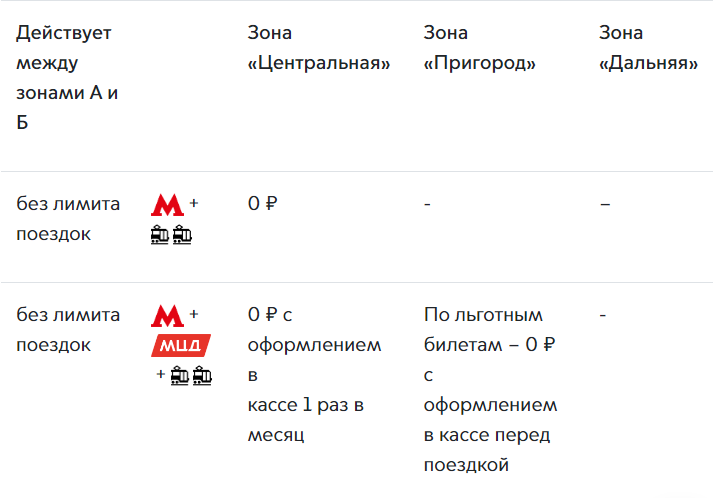 Действует
между
зонами А и
Б
Зона
«Центральная»
Зона
«Пригород»
Зона
«Дальняя»
без лимита
поездок
М +
0 ₽
-
–
без лимита
поездок
М +
МЦД
+
0 ₽ с
оформлением
в
кассе 1 раз в
месяц
По льготным
билетам – 0 ₽
с
оформлением
в кассе перед
поездкой
-